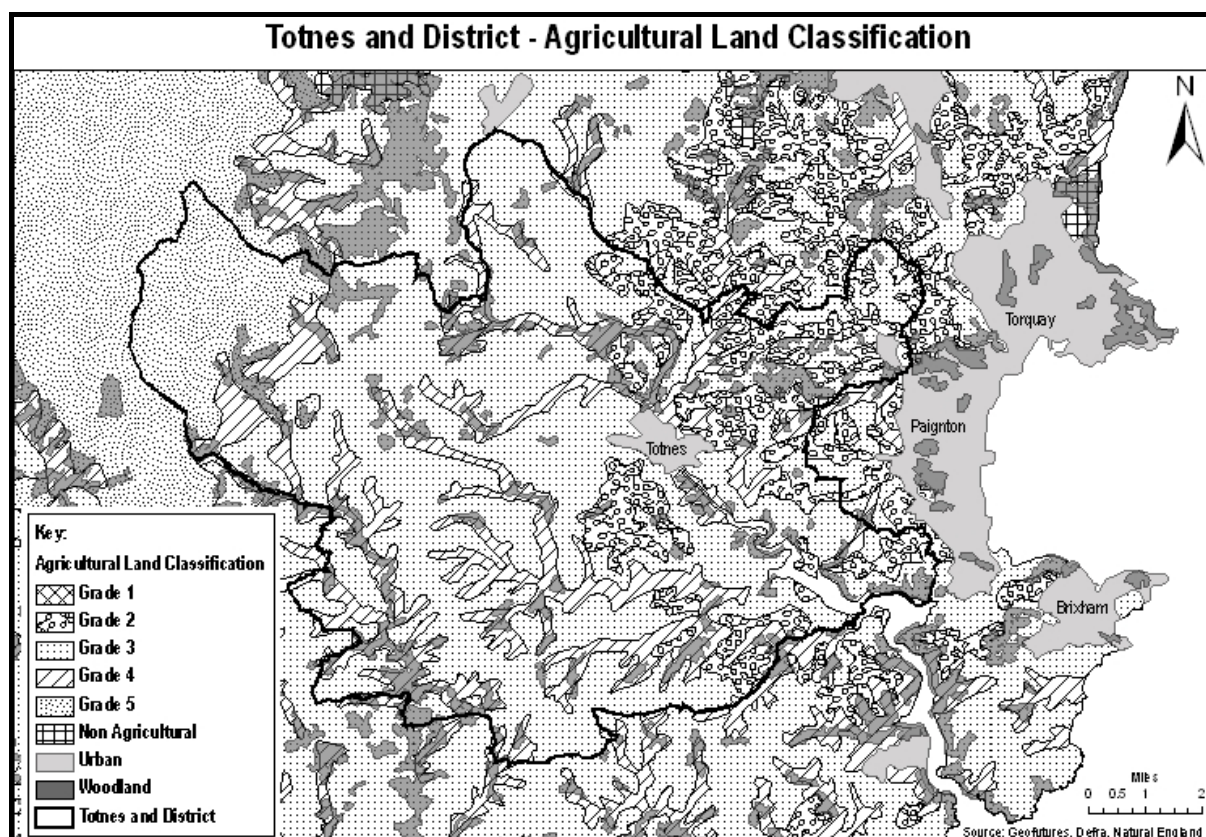 Totnes and District - Agricultural Land Classification
N
Torquay
Paignton
Totnes
Brixham
Key:
Agricultural Land Classification
Grade 1
Grade 2
Grade 3
Grade 4
Grade 5
Non Agricultural
Urban
Woodland
Totnes and District
Miles
0 0.5 1 2
Source: Geofutures, Defra, Natural England